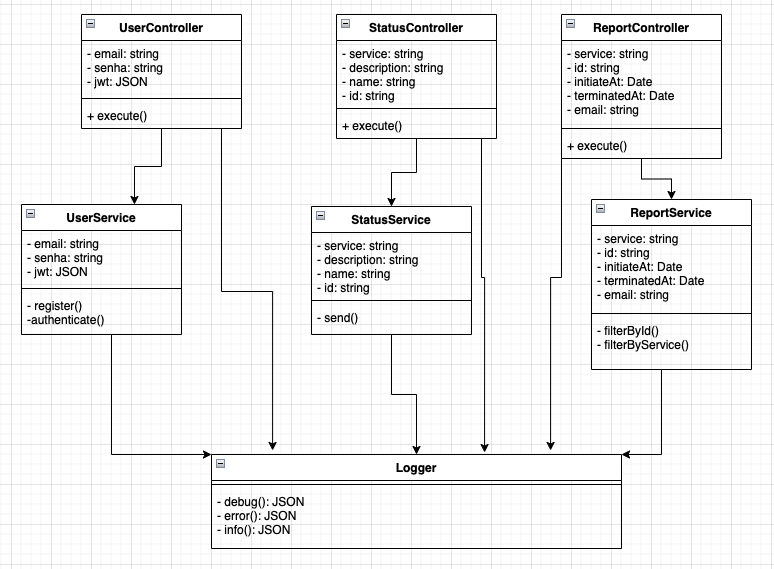 UserController
- email: string
- senha: string
- jwt: JSON
+ execute()
StatusController
- service: string
- description: string
- name: string
- id: string
+ execute()
ReportController
- service: string
- id: string
- initiateAt: Date
- terminatedAt: Date
- email: string
+ execute()
UserService
- email: string
- senha: string
- jwt: JSON
- register()
-authenticate()
StatusService
- service: string
- description: string
- name: string
- id: string
- send()
ReportService
- service: string
- id: string
- initiateAt: Date
- terminatedAt: Date
- email: string
- filterById()
- filterByService()
Logger
- debug(): JSON
- error(): JSON
- info(): JSON